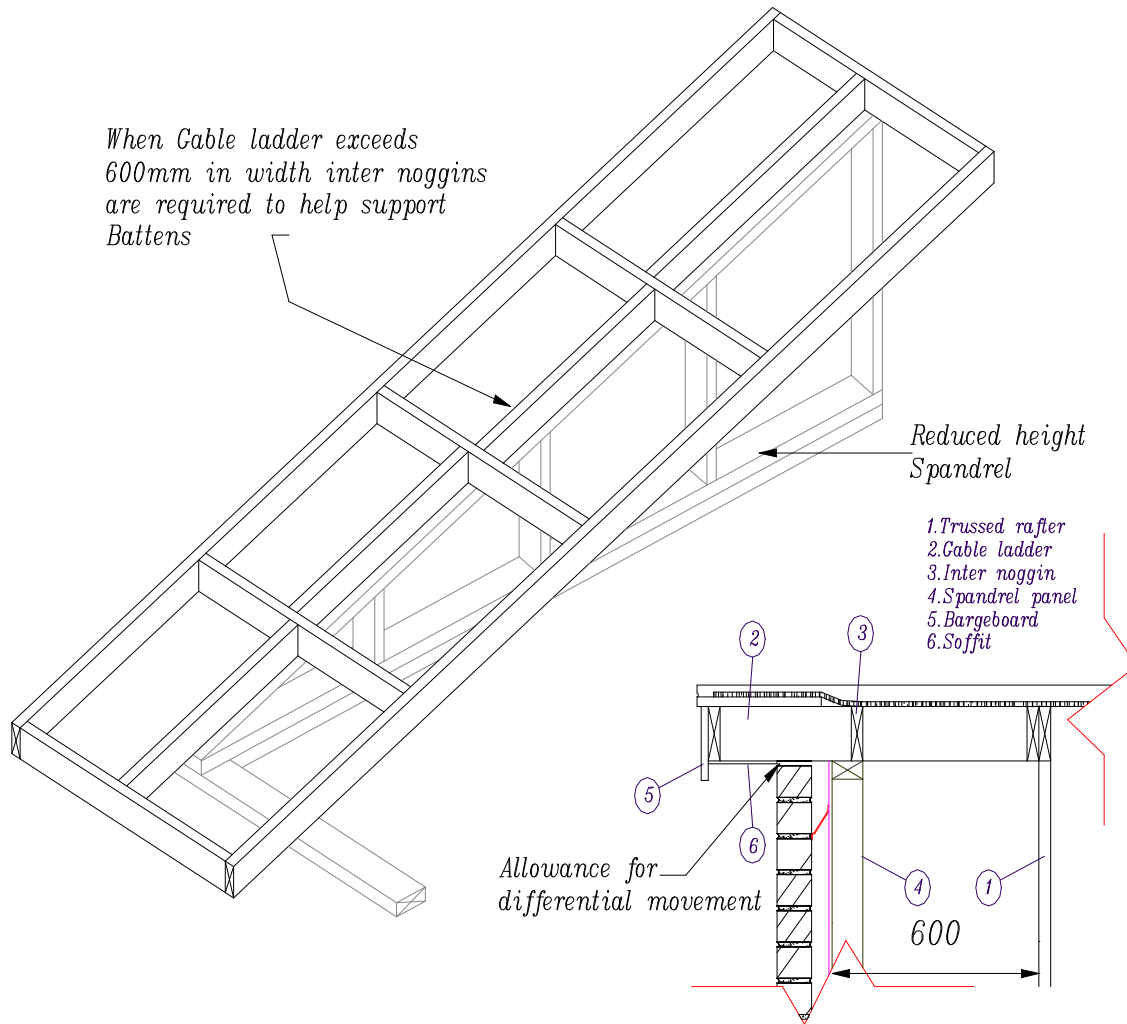 When Gable ladder exceeds
600mm in width inter noggins
are required to help support
Battens
Reduced height
Spandrel
1.Trussed rafter
2.Gable ladder
3.Inter noggin
4.Spandrel panel
5.Bargeboard
6.Soffit
2
3
5
6
Allowance for
differential movement
4
1
600